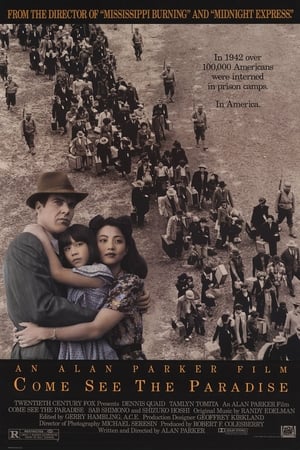 FROM THE DIRECTOR OF "MISSISSIPPI BURNING" AND "MIDNIGHT EXPRESS"
In 1942 over
100,000 Americans
were interned
in prison camps.
In America.
AN ALAN PARKER FILM
COME SEE THE PARADISE
TWENTIETH CENTURY FOX Presents DENNIS QUAID TAMLYN TOMITA An ALAN PARKER Film
COME SEE THE PARADISE SAB SHIMONO and SHIZUKO HOSHI Original Music by RANDY EDELMAN
Edited by GERRY HAMBLING, A.C.E. Production Designer GEOFFREY KIRKLAND
Director of Photography MICHAEL SERESIN Produced by ROBERT F. COLESBERRY
Written and Directed by ALAN PARKER
R RESTRICTED
DOLBY STEREO